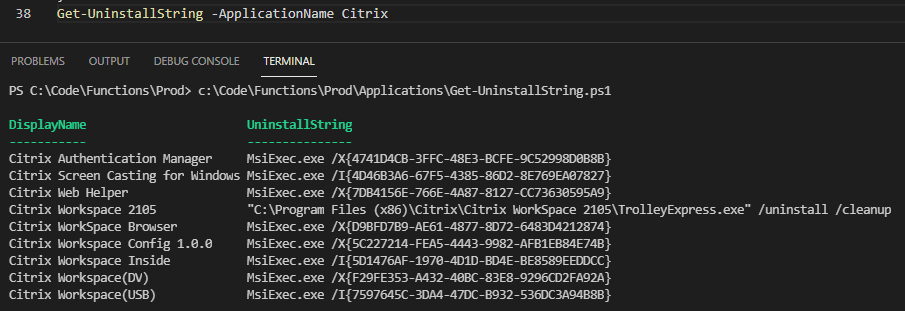 38 Get-UninstallString -ApplicationName Citrix
PROBLEMS OUTPUT DEBUG CONSOLE TERMINAL
PS C:\Code\Functions\Prod> c:\Code\Functions\Prod\Applications\Get-UninstallString.ps1
DisplayName UninstallString
----------- ---------------
Citrix Authentication Manager MsiExec.exe /X{4741D4CB-3FFC-48E3-BCFE-9C52998D0B8B}
Citrix Screen Casting for Windows MsiExec.exe /I{4D46B3A6-67F5-4385-86D2-8E769EA07827}
Citrix Web Helper MsiExec.exe /X{7DB4156E-766E-4A87-8127-CC73630595A9}
Citrix Workspace 2105 "C:\Program Files (x86)\Citrix\Citrix WorkSpace 2105\TrolleyExpress.exe" /uninstall /cleanup
Citrix WorkSpace Browser MsiExec.exe /X{D9BFD7B9-AE61-4877-8D72-6483D4212874}
Citrix Workspace Config 1.0.0 MsiExec.exe /X{5C227214-FEA5-4443-9982-AFB1EB84E74B}
Citrix Workspace Inside MsiExec.exe /I{5D1476AF-1970-4D1D-BD4E-BE8589EEDDCC}
Citrix Workspace(DV) MsiExec.exe /X{F29FE353-A432-40BC-83E8-9296CD2FA92A}
Citrix Workspace(USB) MsiExec.exe /I{7597645C-3DA4-47DC-B932-536DC3A94B8B}